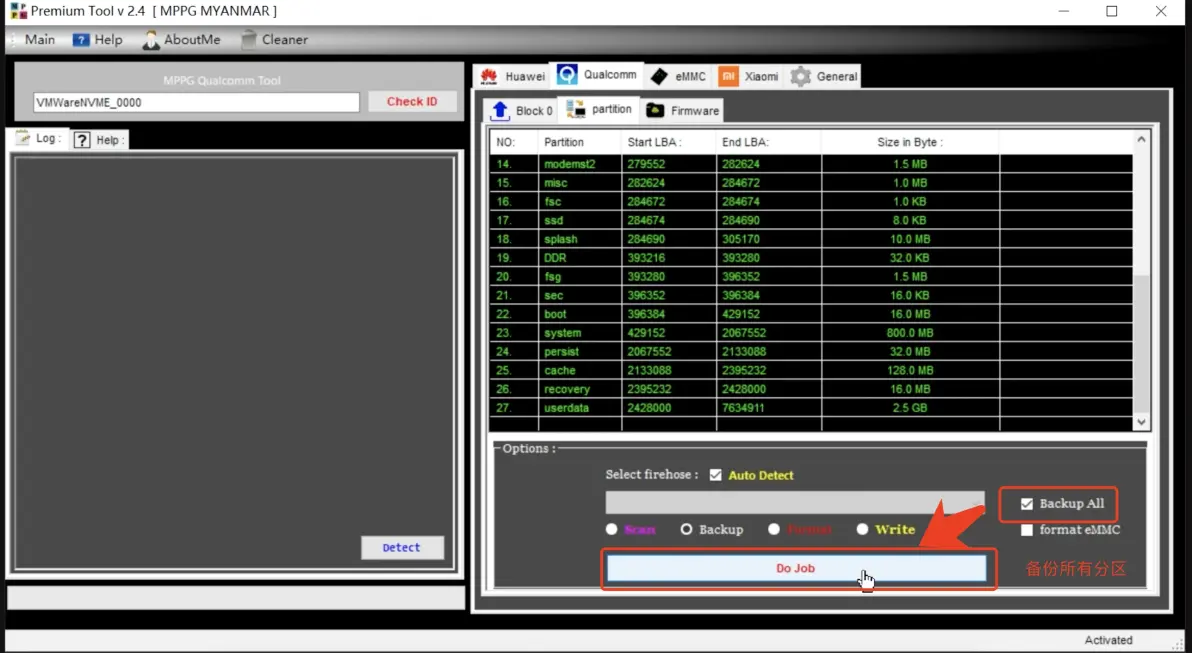 Premium Tool v 2.4 [ MPPG MYANMAR ]
Main Help AboutMe Cleaner
MPPG Qualcomm Tool
VMWareNVME_0000 Check ID
Log : Help :
Detect
Huawei Qualcomm eMMC Xiaomi General
Block 0 partition Firmware
NO: Partition Start LBA : End LBA: Size in Byte :
14. modemst2 279552 282624 1.5 MB
15. misc 282624 284672 1.0 MB
16. fsc 284672 284674 1.0 KB
17. ssd 284674 284690 8.0 KB
18. splash 284690 305170 10.0 MB
19. DDR 393216 393280 32.0 KB
20. fsg 393280 396352 1.5 MB
21. sec 396352 396384 16.0 KB
22. boot 396384 429152 16.0 MB
23. system 429152 2067552 800.0 MB
24. persist 2067552 2133088 32.0 MB
25. cache 2133088 2395232 128.0 MB
26. recovery 2395232 2428000 16.0 MB
27. userdata 2428000 7634911 2.5 GB
Options :
Select firehose : Auto Detect
Backup All
Scan Backup Format Write format eMMC
Do Job 备份所有分区
Activated